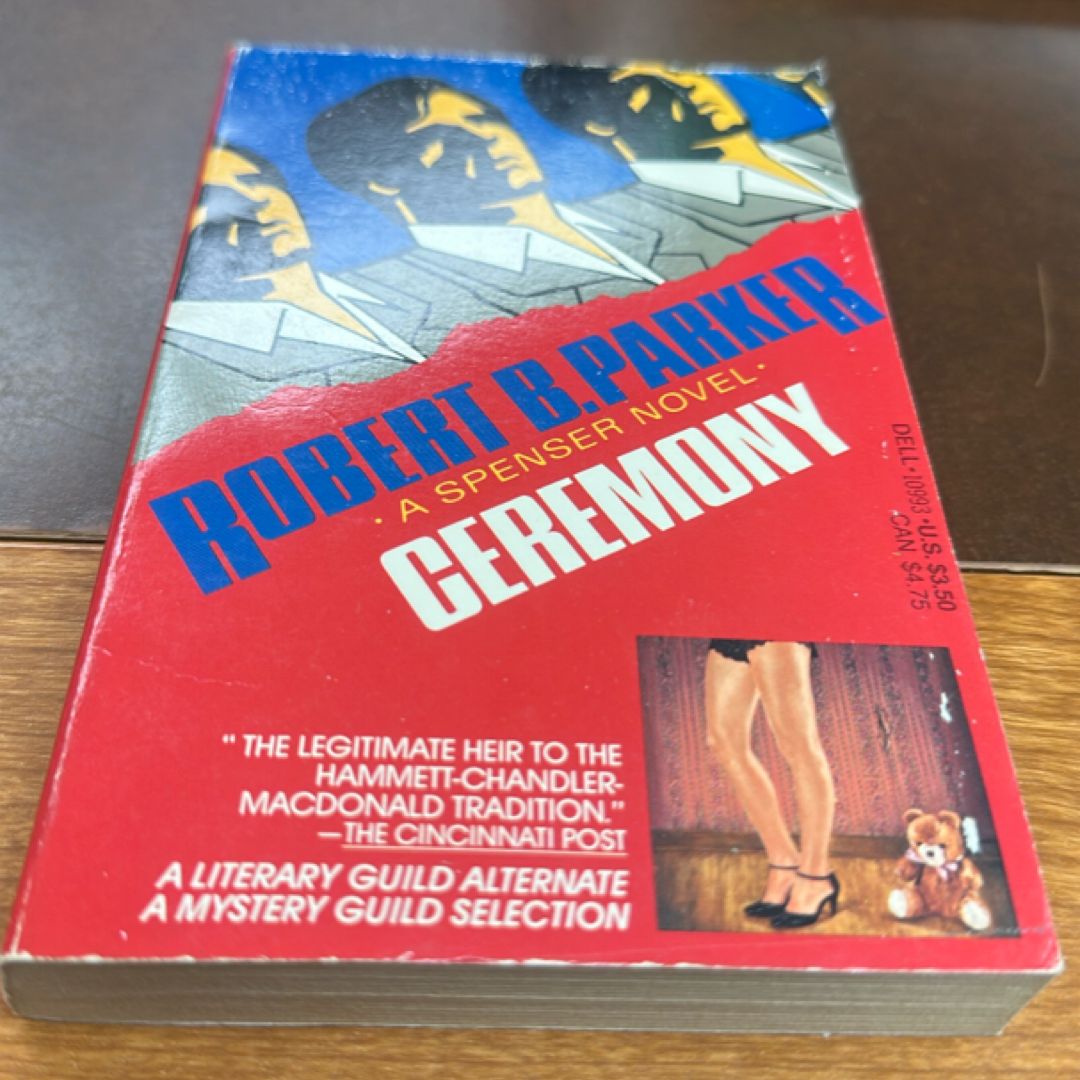 ROBERT B. PARKER
• A SPENSER NOVEL •
CEREMONY
DELL • 10993 • U.S. $3.50
CAN. $4.75
“ THE LEGITIMATE HEIR TO THE
HAMMETT-CHANDLER-
MACDONALD TRADITION.”
—THE CINCINNATI POST
A LITERARY GUILD ALTERNATE
A MYSTERY GUILD SELECTION